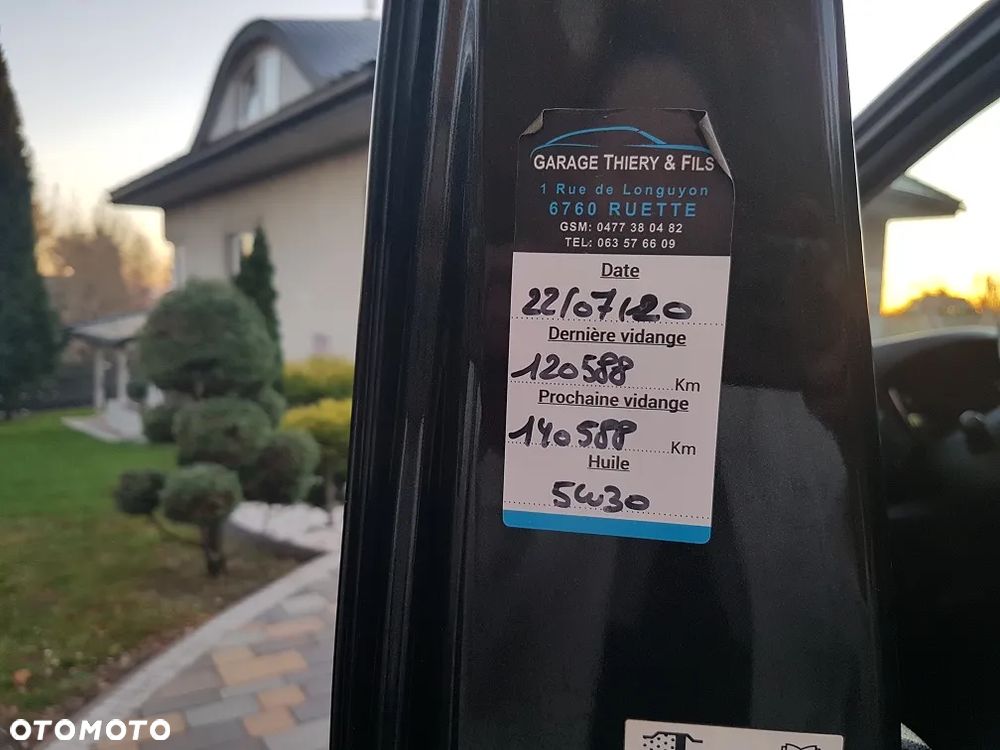 GARAGE THIERY & FILS
1 Rue de Longuyon
6760 RUETTE
GSM: 0477 38 04 82
TEL: 063 57 66 09
Date
22/07/20
Dernière vidange
120588 Km
Prochaine vidange
140588 Km
Huile
5W30
OTOMOTO